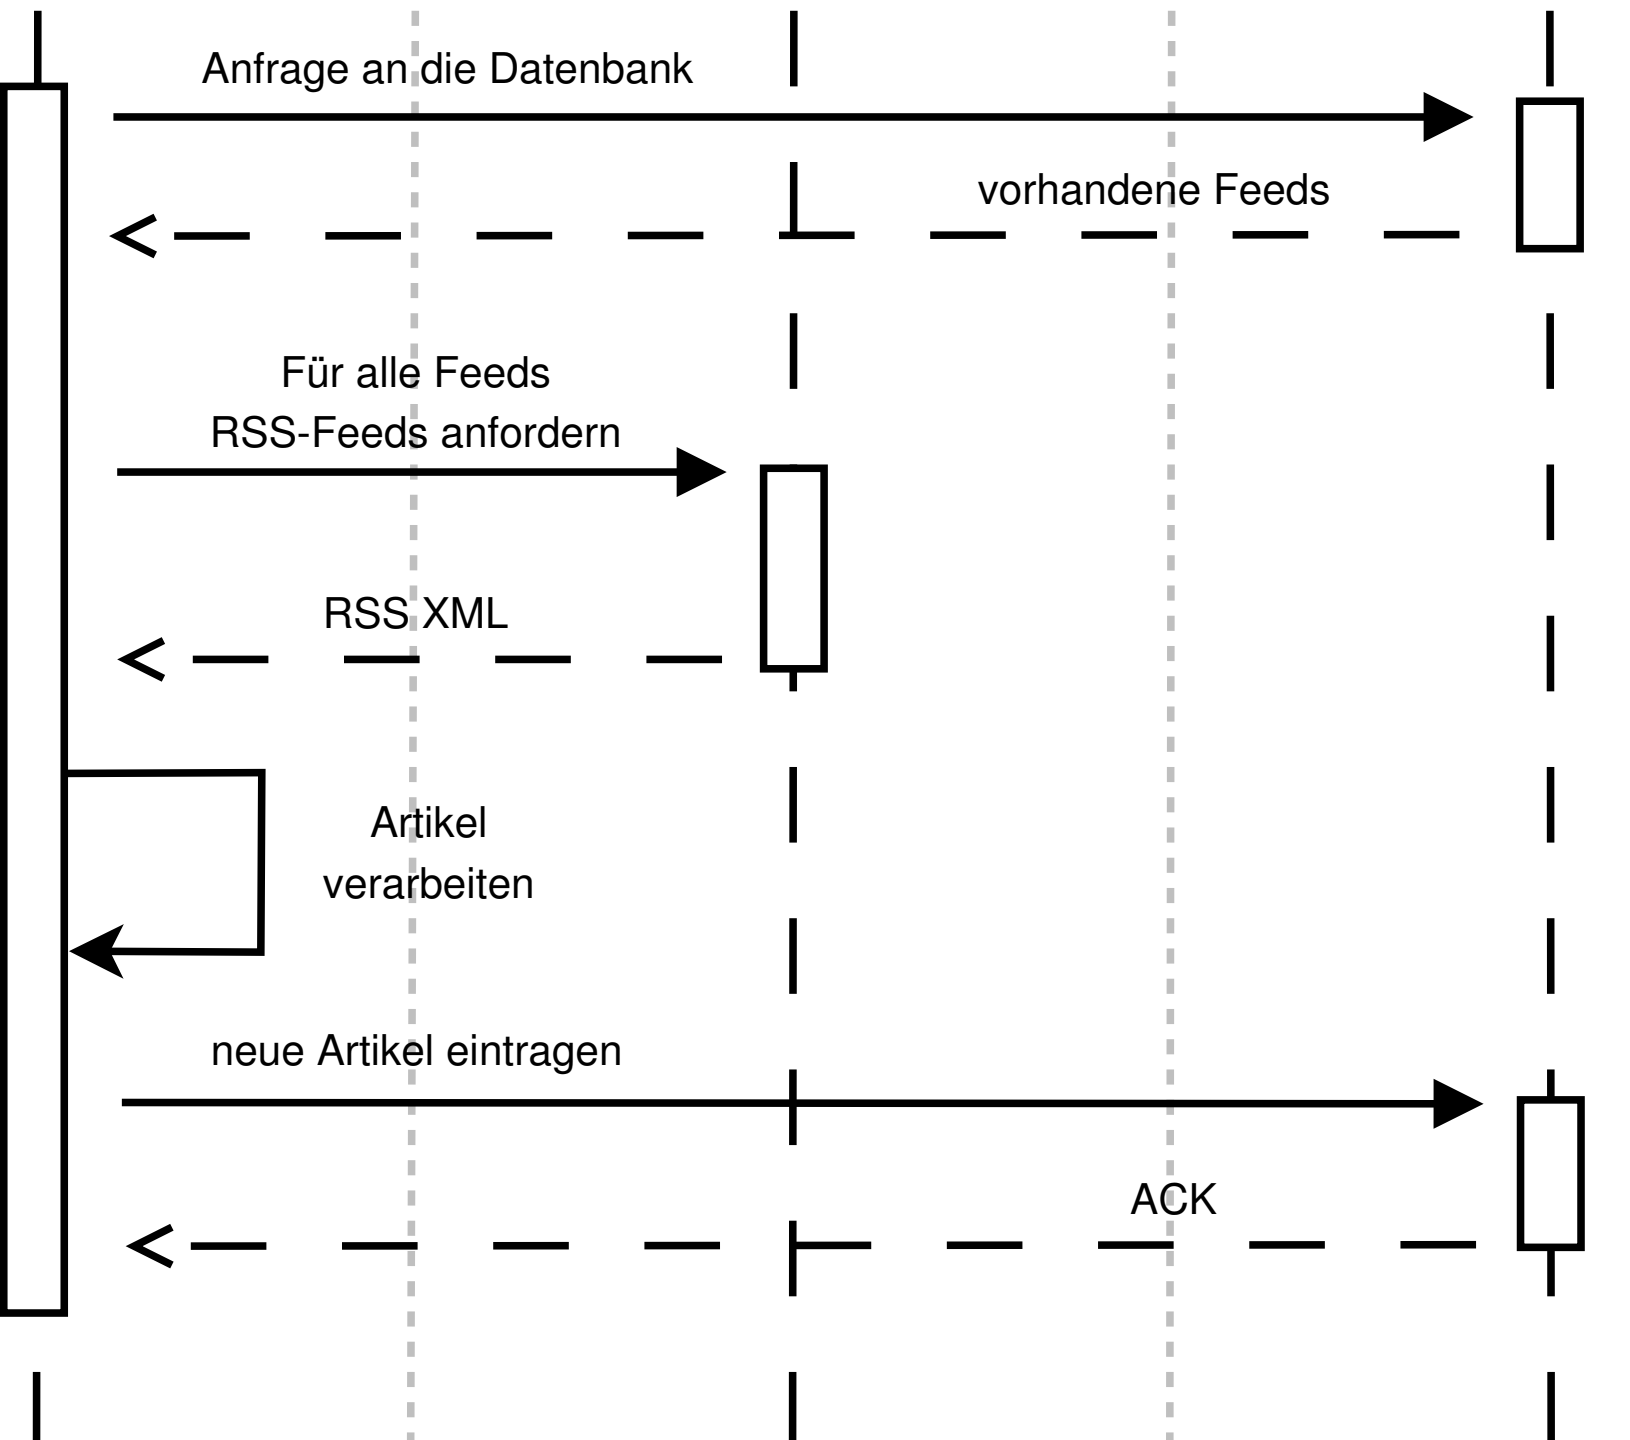 Anfrage an die Datenbank
vorhandene Feeds
Für alle Feeds
RSS-Feeds anfordern
RSS XML
Artikel
verarbeiten
neue Artikel eintragen
ACK